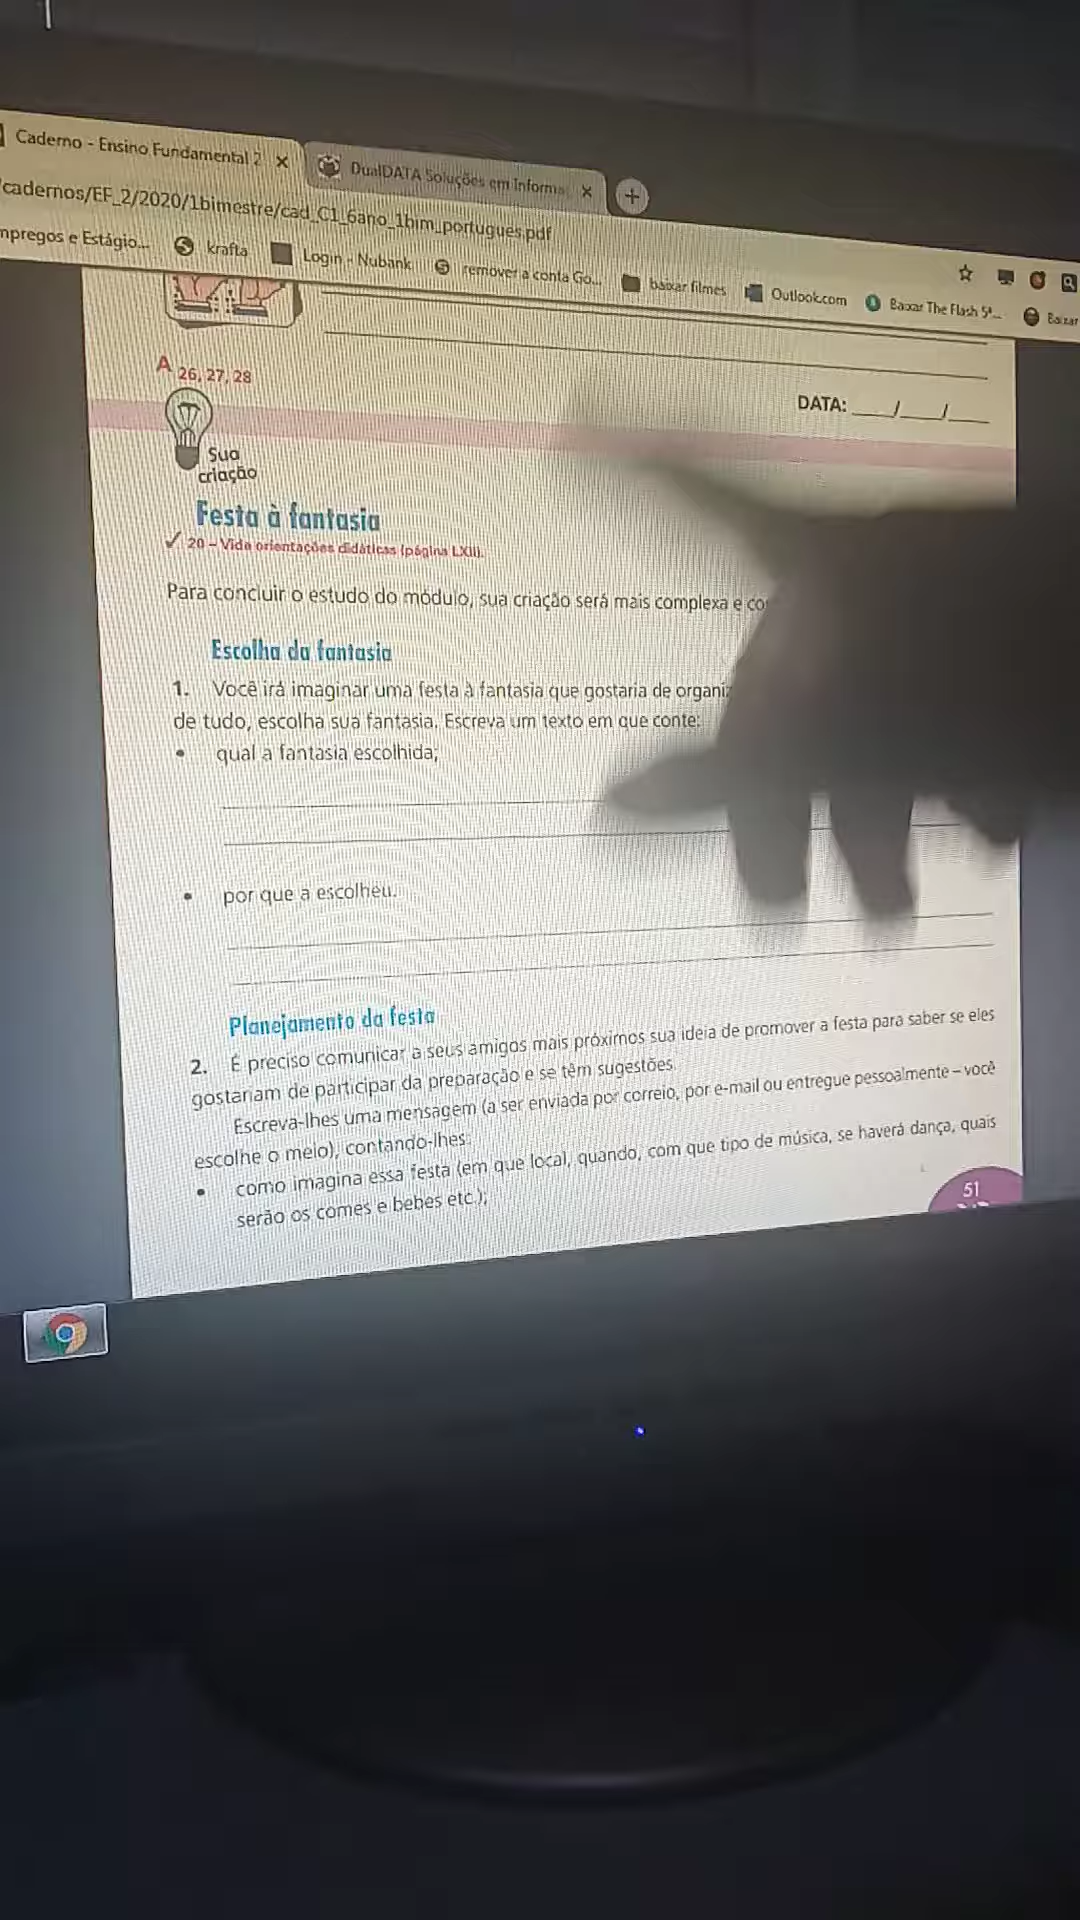 Caderno - Ensino Fundamental 2 ×
DualDATA Soluções em Informa ×
cadernos/EF_2/2020/1bimestre/cad_C1_6ano_1bim_portugues.pdf
mpregos e Estágio... krafta Login - Nubank remover a conta Go... baixar filmes Outlook.com Baixar The Flash 5ª... Baixar
A 26, 27, 28
DATA: ___/___/___
Sua
criação
Festa à fantasia
✓ 20 – Vide orientações didáticas (página LXII).
Para concluir o estudo do módulo, sua criação será mais complexa e
Escolha da fantasia
1. Você irá imaginar uma festa à fantasia que gostaria de
de tudo, escolha sua fantasia. Escreva um texto em que conte:
• qual a fantasia escolhida;
• por que a escolheu.
Planejamento da festa
2. É preciso comunicar a seus amigos mais próximos sua ideia de promover a festa para saber se eles
gostariam de participar da preparação e se têm sugestões.
Escreva-lhes uma mensagem (a ser enviada por correio, por e-mail ou entregue pessoalmente – você
escolhe o meio), contando-lhes:
• como imagina essa festa (em que local, quando, com que tipo de música, se haverá dança, quais
serão os comes e bebes etc.);
51